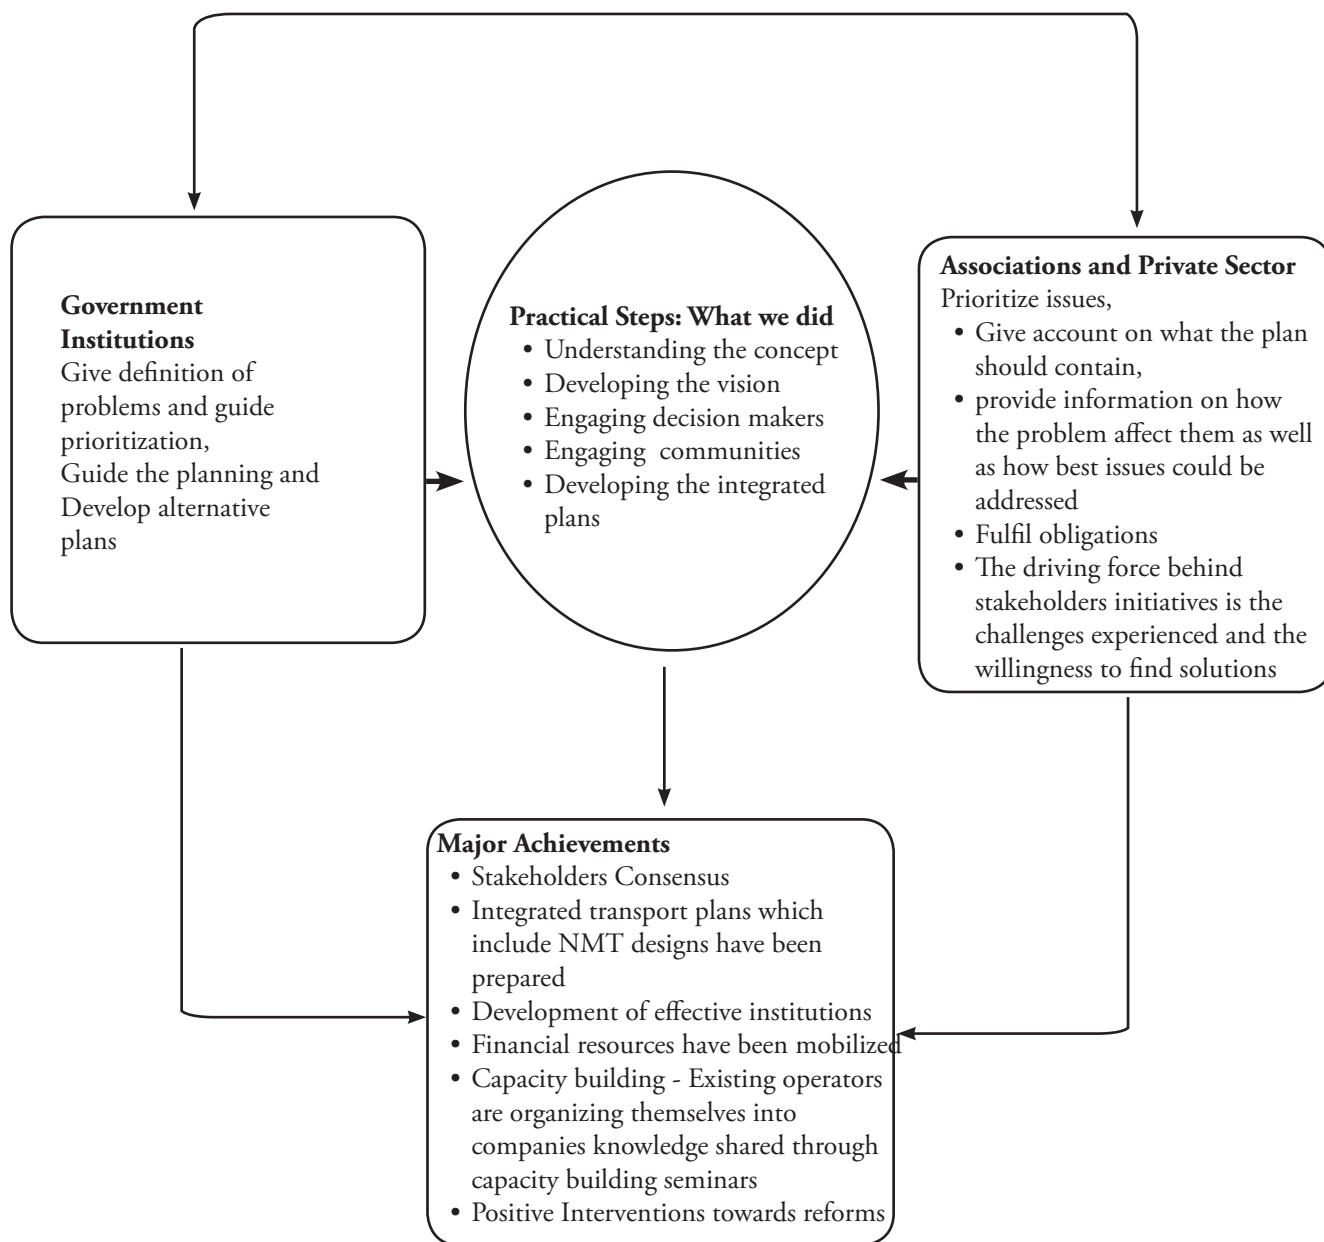 Government
Institutions
Give definition of
problems and guide
prioritization,
Guide the planning and
Develop alternative
plans
Practical Steps: What we did
• Understanding the concept
• Developing the vision
• Engaging decision makers
• Engaging communities
• Developing the integrated
plans
Associations and Private Sector
Prioritize issues,
• Give account on what the plan
should contain,
• provide information on how
the problem affect them as well
as how best issues could be
addressed
• Fulfil obligations
• The driving force behind
stakeholders initiatives is the
challenges experienced and the
willingness to find solutions
Major Achievements
• Stakeholders Consensus
• Integrated transport plans which
include NMT designs have been
prepared
• Development of effective institutions
• Financial resources have been mobilized
• Capacity building - Existing operators
are organizing themselves into
companies knowledge shared through
capacity building seminars
• Positive Interventions towards reforms